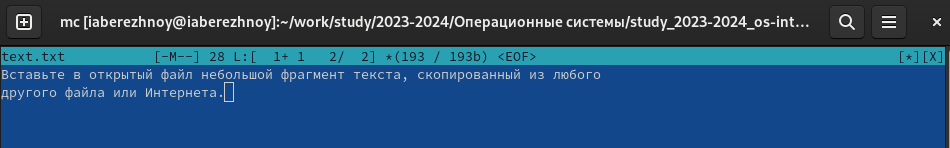 mc [iaberezhnoy@iaberezhnoy]:~/work/study/2023-2024/Операционные системы/study_2023-2024_os-int...
text.txt [-M--] 28 L:[ 1+ 1 2/ 2] *(193 / 193b) <EOF> [*][X]
Вставьте в открытый файл небольшой фрагмент текста, скопированный из любого
другого файла или Интернета.